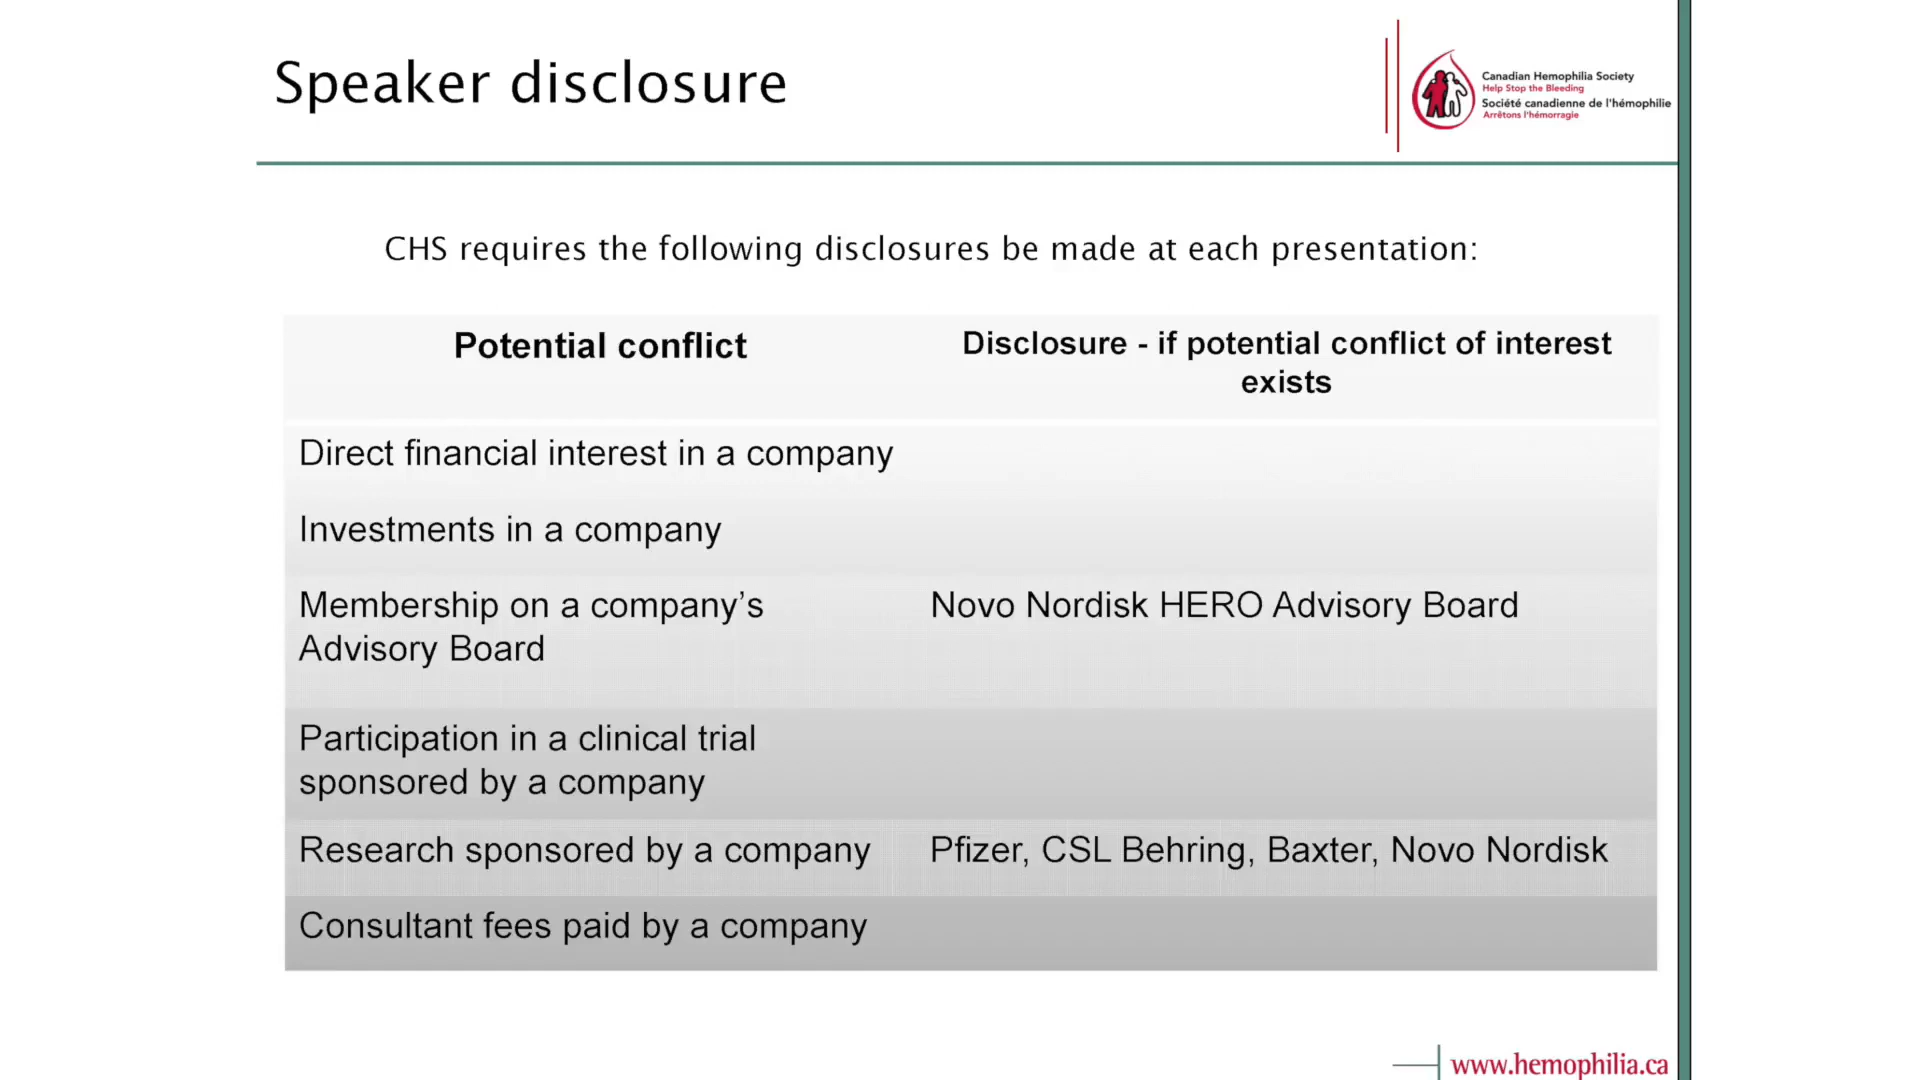 Speaker disclosure
Canadian Hemophilia Society
Help Stop the Bleeding
Société canadienne de l'hémophilie
Arrêtons l'hémorragie
CHS requires the following disclosures be made at each presentation:
Potential conflict
Disclosure - if potential conflict of interest
exists
Direct financial interest in a company
Investments in a company
Membership on a company’s
Advisory Board
Novo Nordisk HERO Advisory Board
Participation in a clinical trial
sponsored by a company
Research sponsored by a company
Pfizer, CSL Behring, Baxter, Novo Nordisk
Consultant fees paid by a company
www.hemophilia.ca